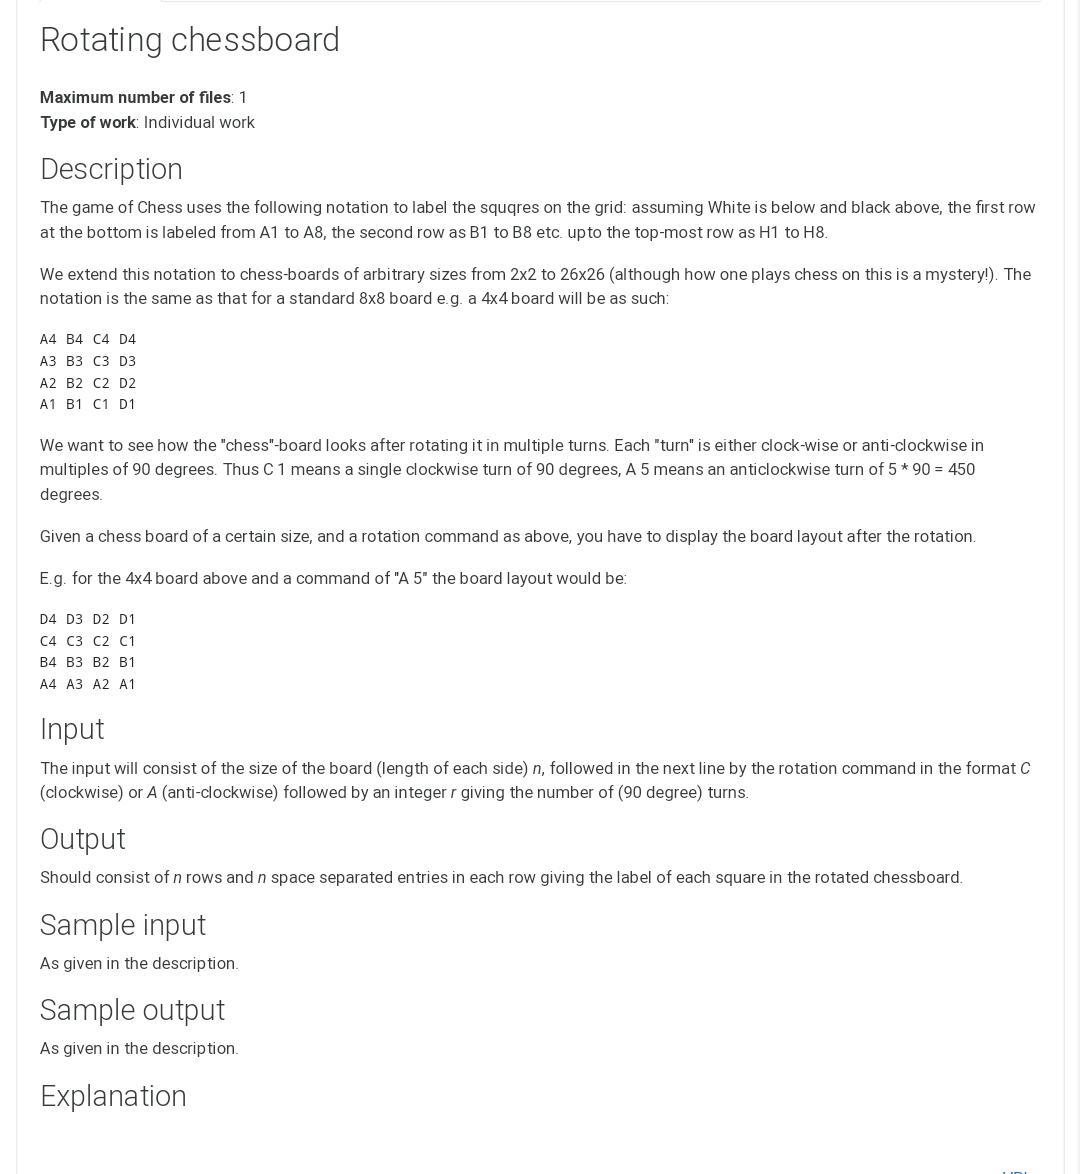 Rotating chessboard
Maximum number of files: 1
Type of work: Individual work
Description
The game of Chess uses the following notation to label the squqres on the grid: assuming White is below and black above, the first row
at the bottom is labeled from A1 to A8, the second row as B1 to B8 etc. upto the top-most row as H1 to H8.
We extend this notation to chess-boards of arbitrary sizes from 2x2 to 26x26 (although how one plays chess on this is a mystery!). The
notation is the same as that for a standard 8x8 board e.g. a 4x4 board will be as such:
A4 B4 C4 D4
A3 B3 C3 D3
A2 B2 C2 D2
A1 B1 C1 D1
We want to see how the "chess"-board looks after rotating it in multiple turns. Each "turn" is either clock-wise or anti-clockwise in
multiples of 90 degrees. Thus C 1 means a single clockwise turn of 90 degrees, A 5 means an anticlockwise turn of 5 * 90 = 450
degrees.
Given a chess board of a certain size, and a rotation command as above, you have to display the board layout after the rotation.
E.g. for the 4x4 board above and a command of "A 5" the board layout would be:
D4 D3 D2 D1
C4 C3 C2 C1
B4 B3 B2 B1
A4 A3 A2 A1
Input
The input will consist of the size of the board (length of each side) n, followed in the next line by the rotation command in the format C
(clockwise) or A (anti-clockwise) followed by an integer r giving the number of (90 degree) turns.
Output
Should consist of n rows and n space separated entries in each row giving the label of each square in the rotated chessboard.
Sample input
As given in the description.
Sample output
As given in the description.
Explanation